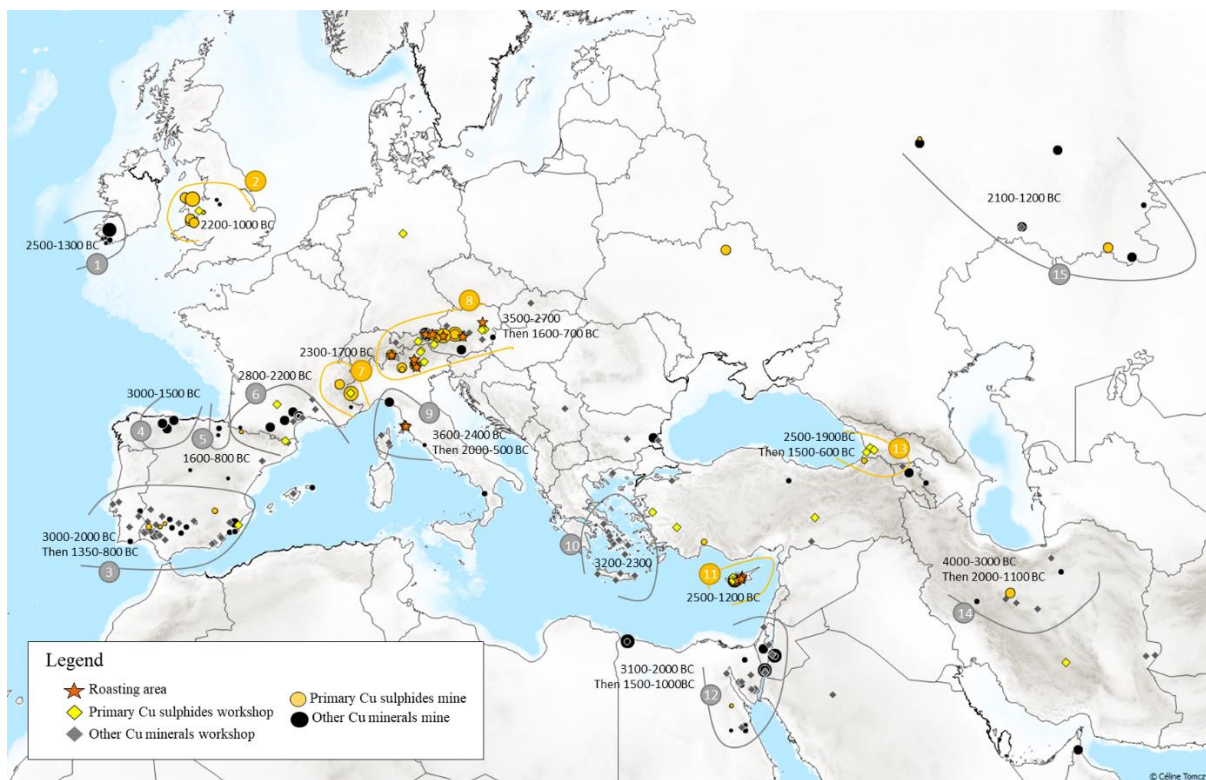 2
2200-1000 BC
2500-1300 BC
1
2100-1200 BC
15
8
3500-2700
Then 1600-700 BC
2300-1700 BC
7
2800-2200 BC
6
3000-1500 BC
4
5
1600-800 BC
9
3600-2400 BC
Then 2000-500 BC
2500-1900BC
Then 1500-600 BC
13
3000-2000 BC
Then 1350-800 BC
3
10
3200-2300
11
2500-1200 BC
4000-3000 BC
Then 2000-1100 BC
14
3100-2000 BC
Then 1500-1000BC
12
Legend
Roasting area
Primary Cu sulphides workshop
Other Cu minerals workshop
Primary Cu sulphides mine
Other Cu minerals mine
© Céline Tomcz